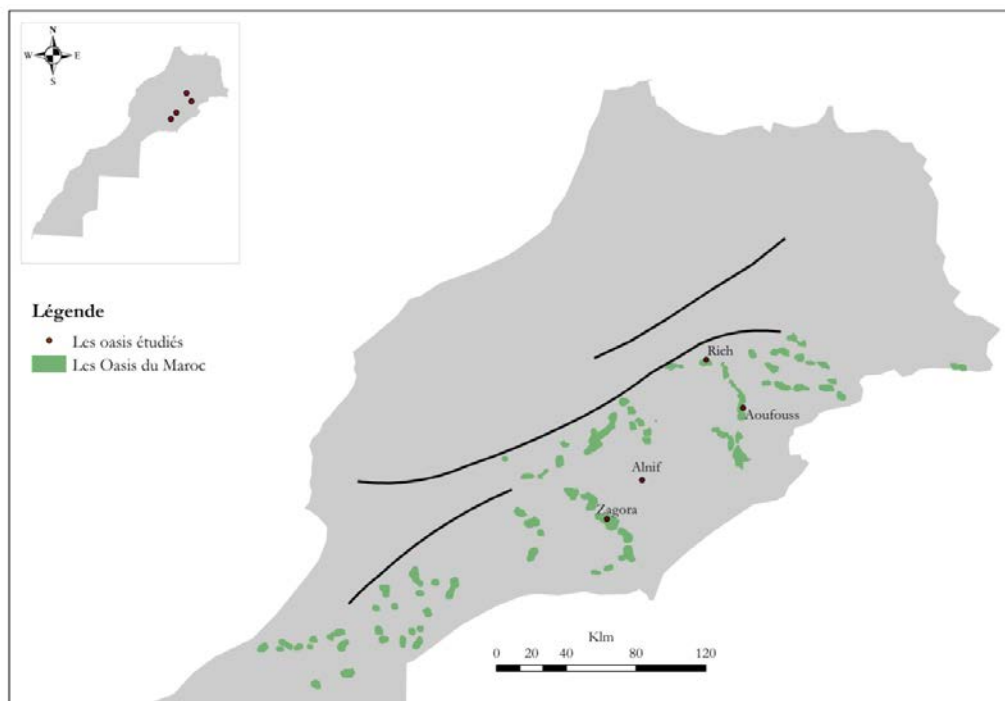 N
W E
S
Légende
Les oasis étudiés
Les Oasis du Maroc
Rich
Aoufouss
Alnif
Zagora
Klm
0 20 40 80 120